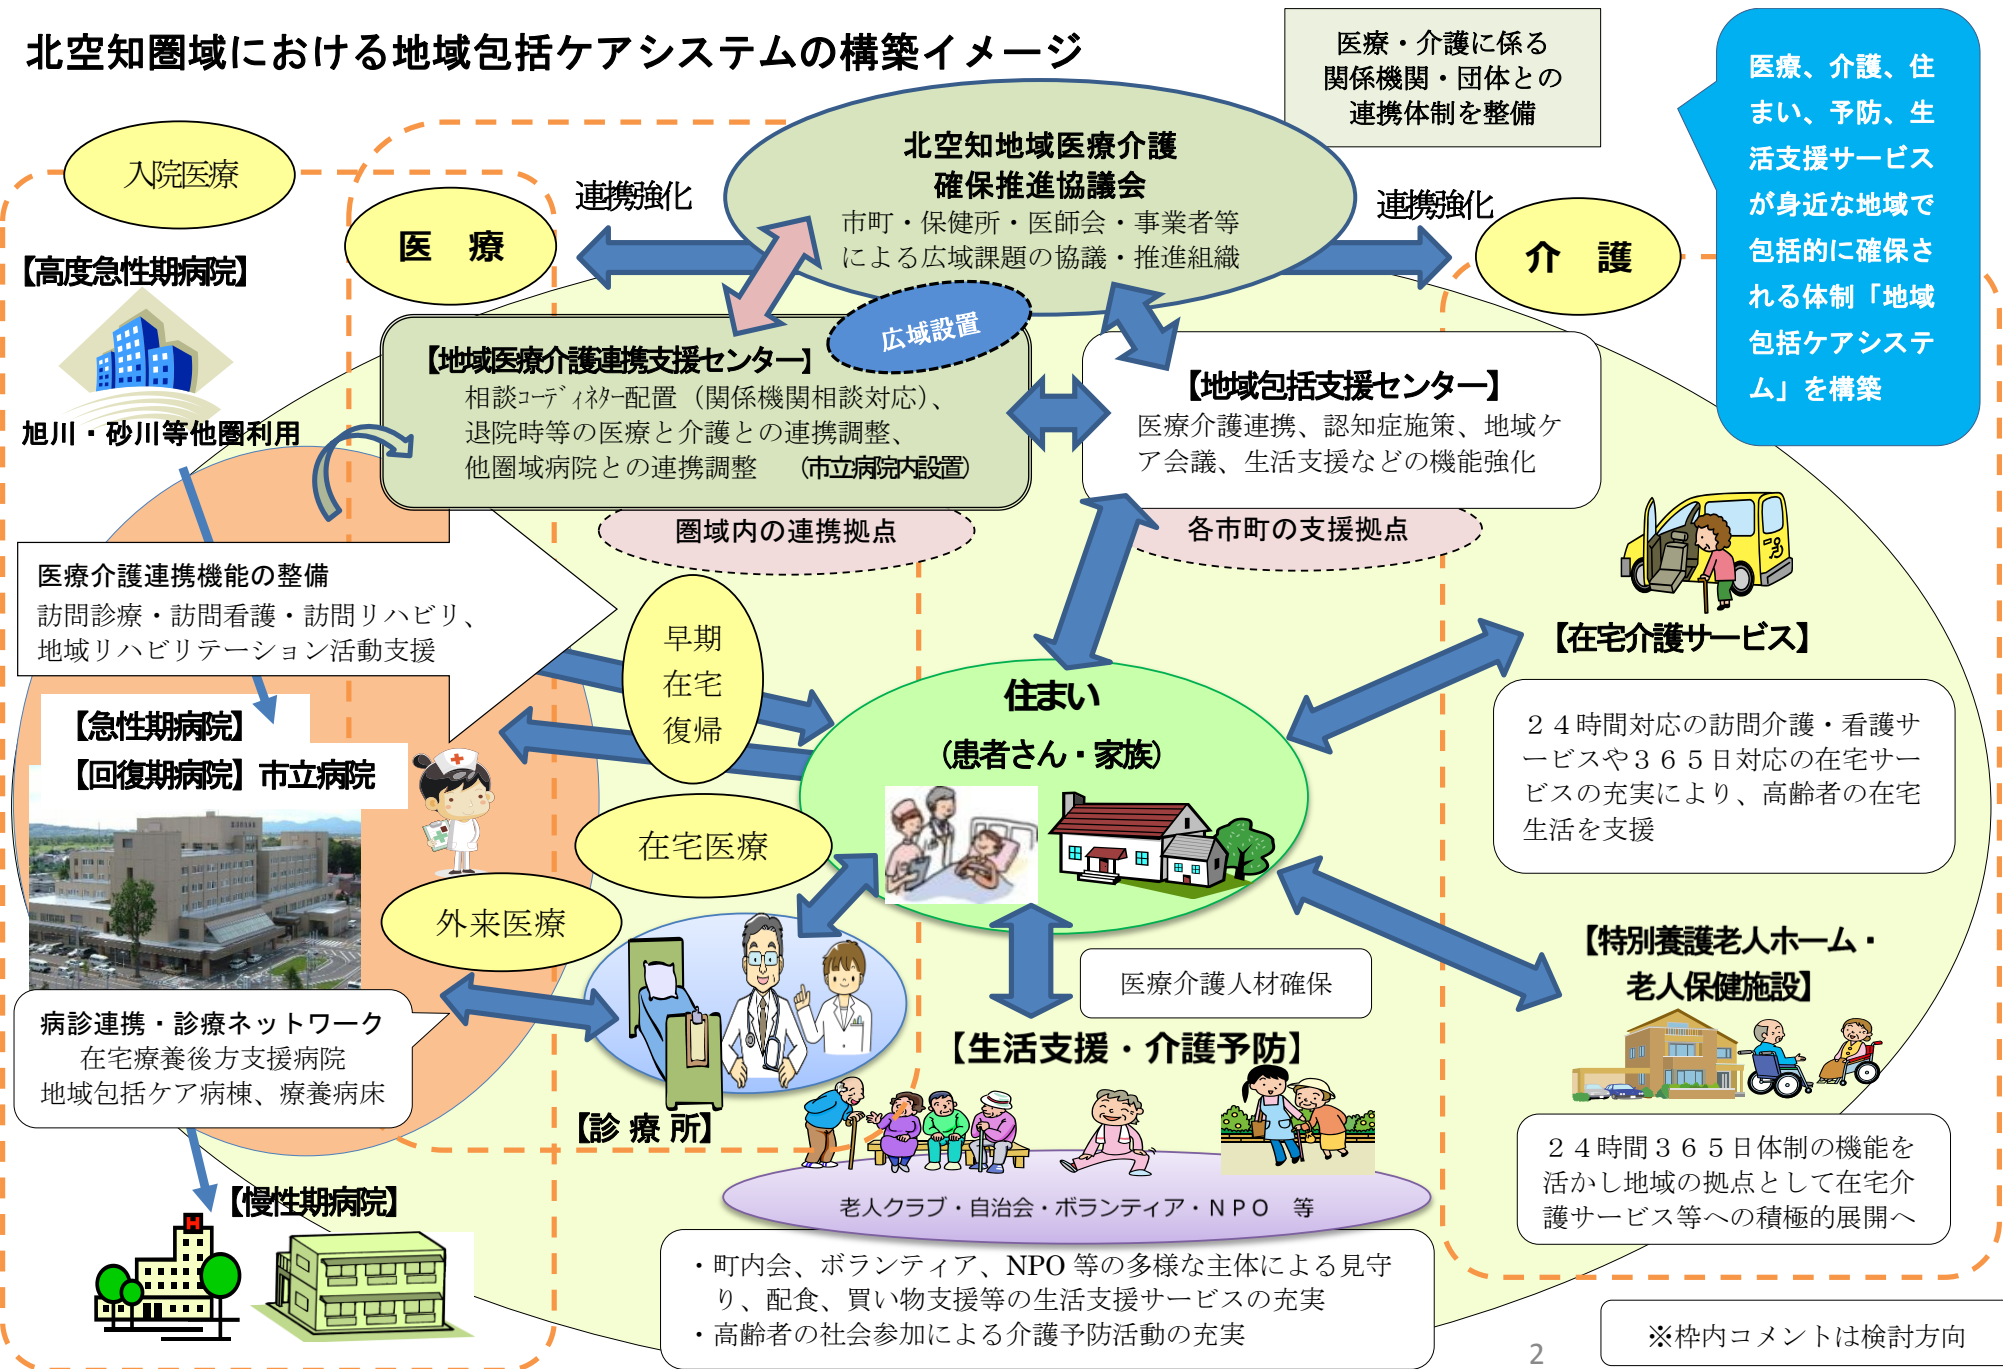 北空知圏域における地域包括ケアシステムの構築イメージ
医療・介護に係る
関係機関・団体との
連携体制を整備
医療、介護、住
まい、予防、生
活支援サービス
が身近な地域で
包括的に確保さ
れる体制「地域
包括ケアシステ
ム」を構築
北空知地域医療介護
確保推進協議会
市町・保健所・医師会・事業者等
による広域課題の協議・推進組織
入院医療
医 療
連携強化
連携強化
介 護
【高度急性期病院】
旭川・砂川等他圏利用
広域設置
【地域医療介護連携支援センター】
相談コーディネター配置（関係機関相談対応）、
退院時等の医療と介護との連携調整、
他圏域病院との連携調整 （市立病院内設置）
【地域包括支援センター】
医療介護連携、認知症施策、地域ケ
ア会議、生活支援などの機能強化
圏域内の連携拠点
各市町の支援拠点
医療介護連携機能の整備
訪問診療・訪問看護・訪問リハビリ、
地域リハビリテーション活動支援
早期
在宅
復帰
【在宅介護サービス】
２４時間対応の訪問介護・看護サ
ービスや３６５日対応の在宅サー
ビスの充実により、高齢者の在宅
生活を支援
住まい
（患者さん・家族）
【急性期病院】
【回復期病院】市立病院
在宅医療
外来医療
【特別養護老人ホーム・
老人保健施設】
医療介護人材確保
病診連携・診療ネットワーク
在宅療養後方支援病院
地域包括ケア病棟、療養病床
【生活支援・介護予防】
【診 療 所】
２４時間３６５日体制の機能を
活かし地域の拠点として在宅介
護サービス等への積極的展開へ
【慢性期病院】
H
老人クラブ・自治会・ボランティア・ＮＰＯ 等
・町内会、ボランティア、NPO 等の多様な主体による見守
り、配食、買い物支援等の生活支援サービスの充実
・高齢者の社会参加による介護予防活動の充実
※枠内コメントは検討方向
2